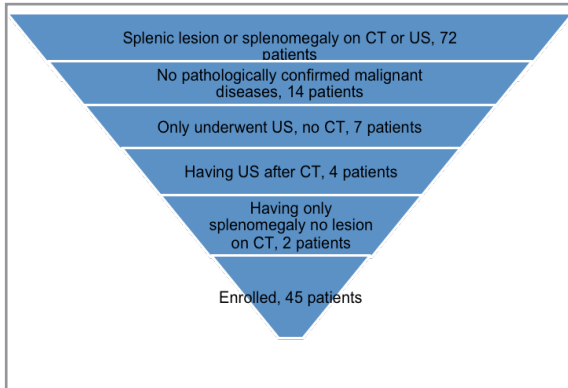 Splenic lesion or splenomegaly on CT or US, 72
patients
No pathologically confirmed malignant
diseases, 14 patients
Only underwent US, no CT, 7 patients
Having US after CT, 4 patients
Having only
splenomegaly no lesion
on CT, 2 patients
Enrolled, 45 patients